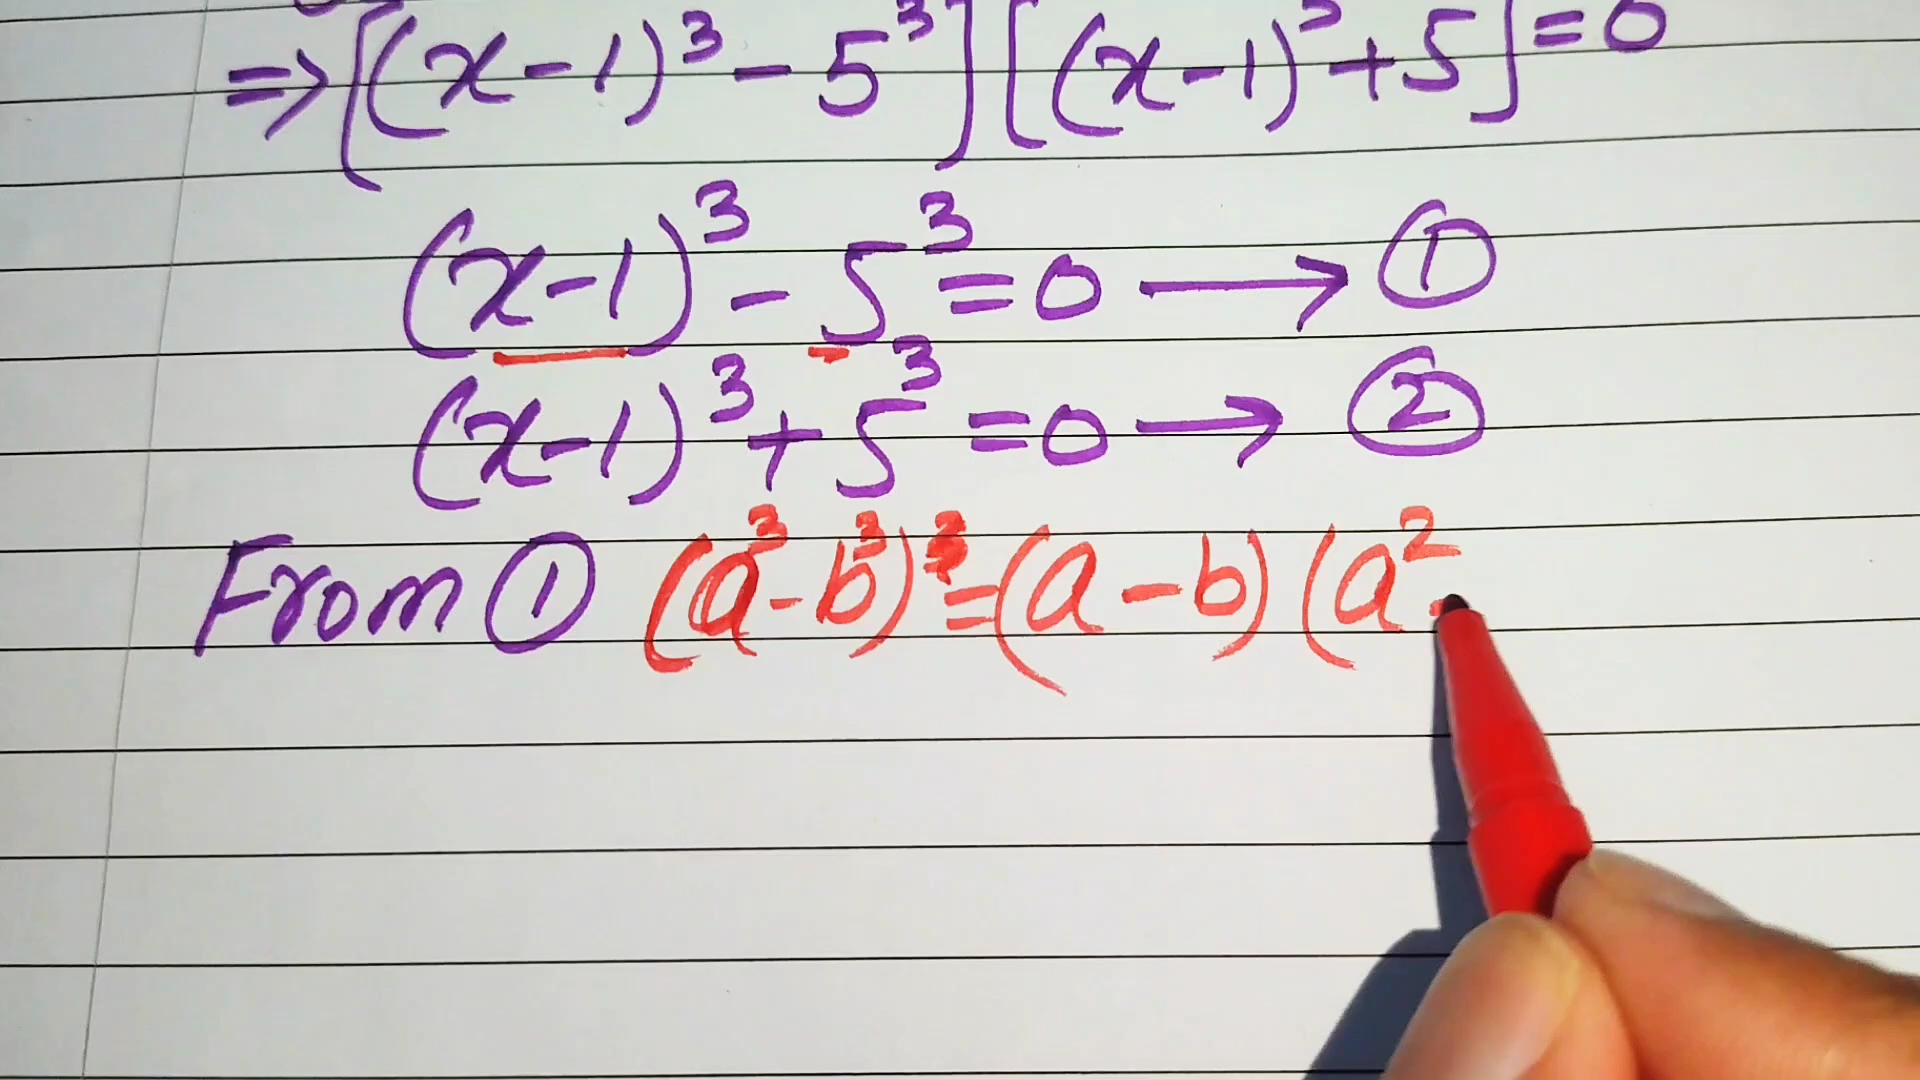 ⇒[(x-1)³-5³][(x-1)³+5]=0
(x-1)³-5³=0 → ①
(x-1)³+5³=0 → ②
From ① (a³-b³)=(a-b)(a²